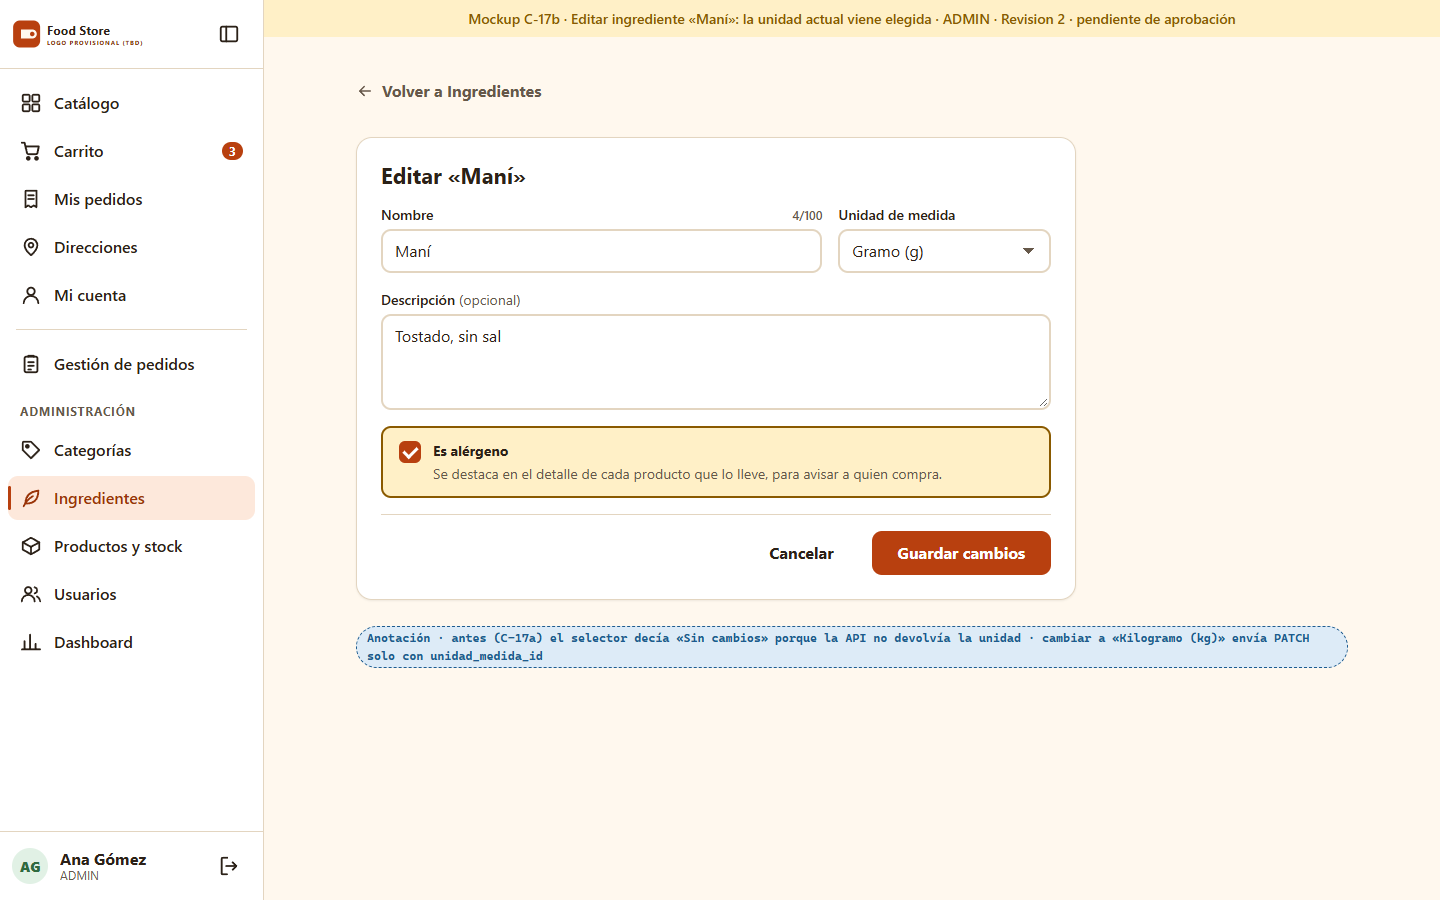 Food Store
LOGO PROVISIONAL (TBD)
Catálogo
Carrito
3
Mis pedidos
Direcciones
Mi cuenta
Gestión de pedidos
ADMINISTRACIÓN
Categorías
Ingredientes
Productos y stock
Usuarios
Dashboard
AG
Ana Gómez
ADMIN
Mockup C-17b · Editar ingrediente «Maní»: la unidad actual viene elegida · ADMIN · Revision 2 · pendiente de aprobación
← Volver a Ingredientes
Editar «Maní»
Nombre
4/100
Unidad de medida
Maní
Gramo (g)
Descripción (opcional)
Tostado, sin sal
Es alérgeno
Se destaca en el detalle de cada producto que lo lleve, para avisar a quien compra.
Cancelar
Guardar cambios
Anotación · antes (C-17a) el selector decía «Sin cambios» porque la API no devolvía la unidad · cambiar a «Kilogramo (kg)» envía PATCH
solo con unidad_medida_id